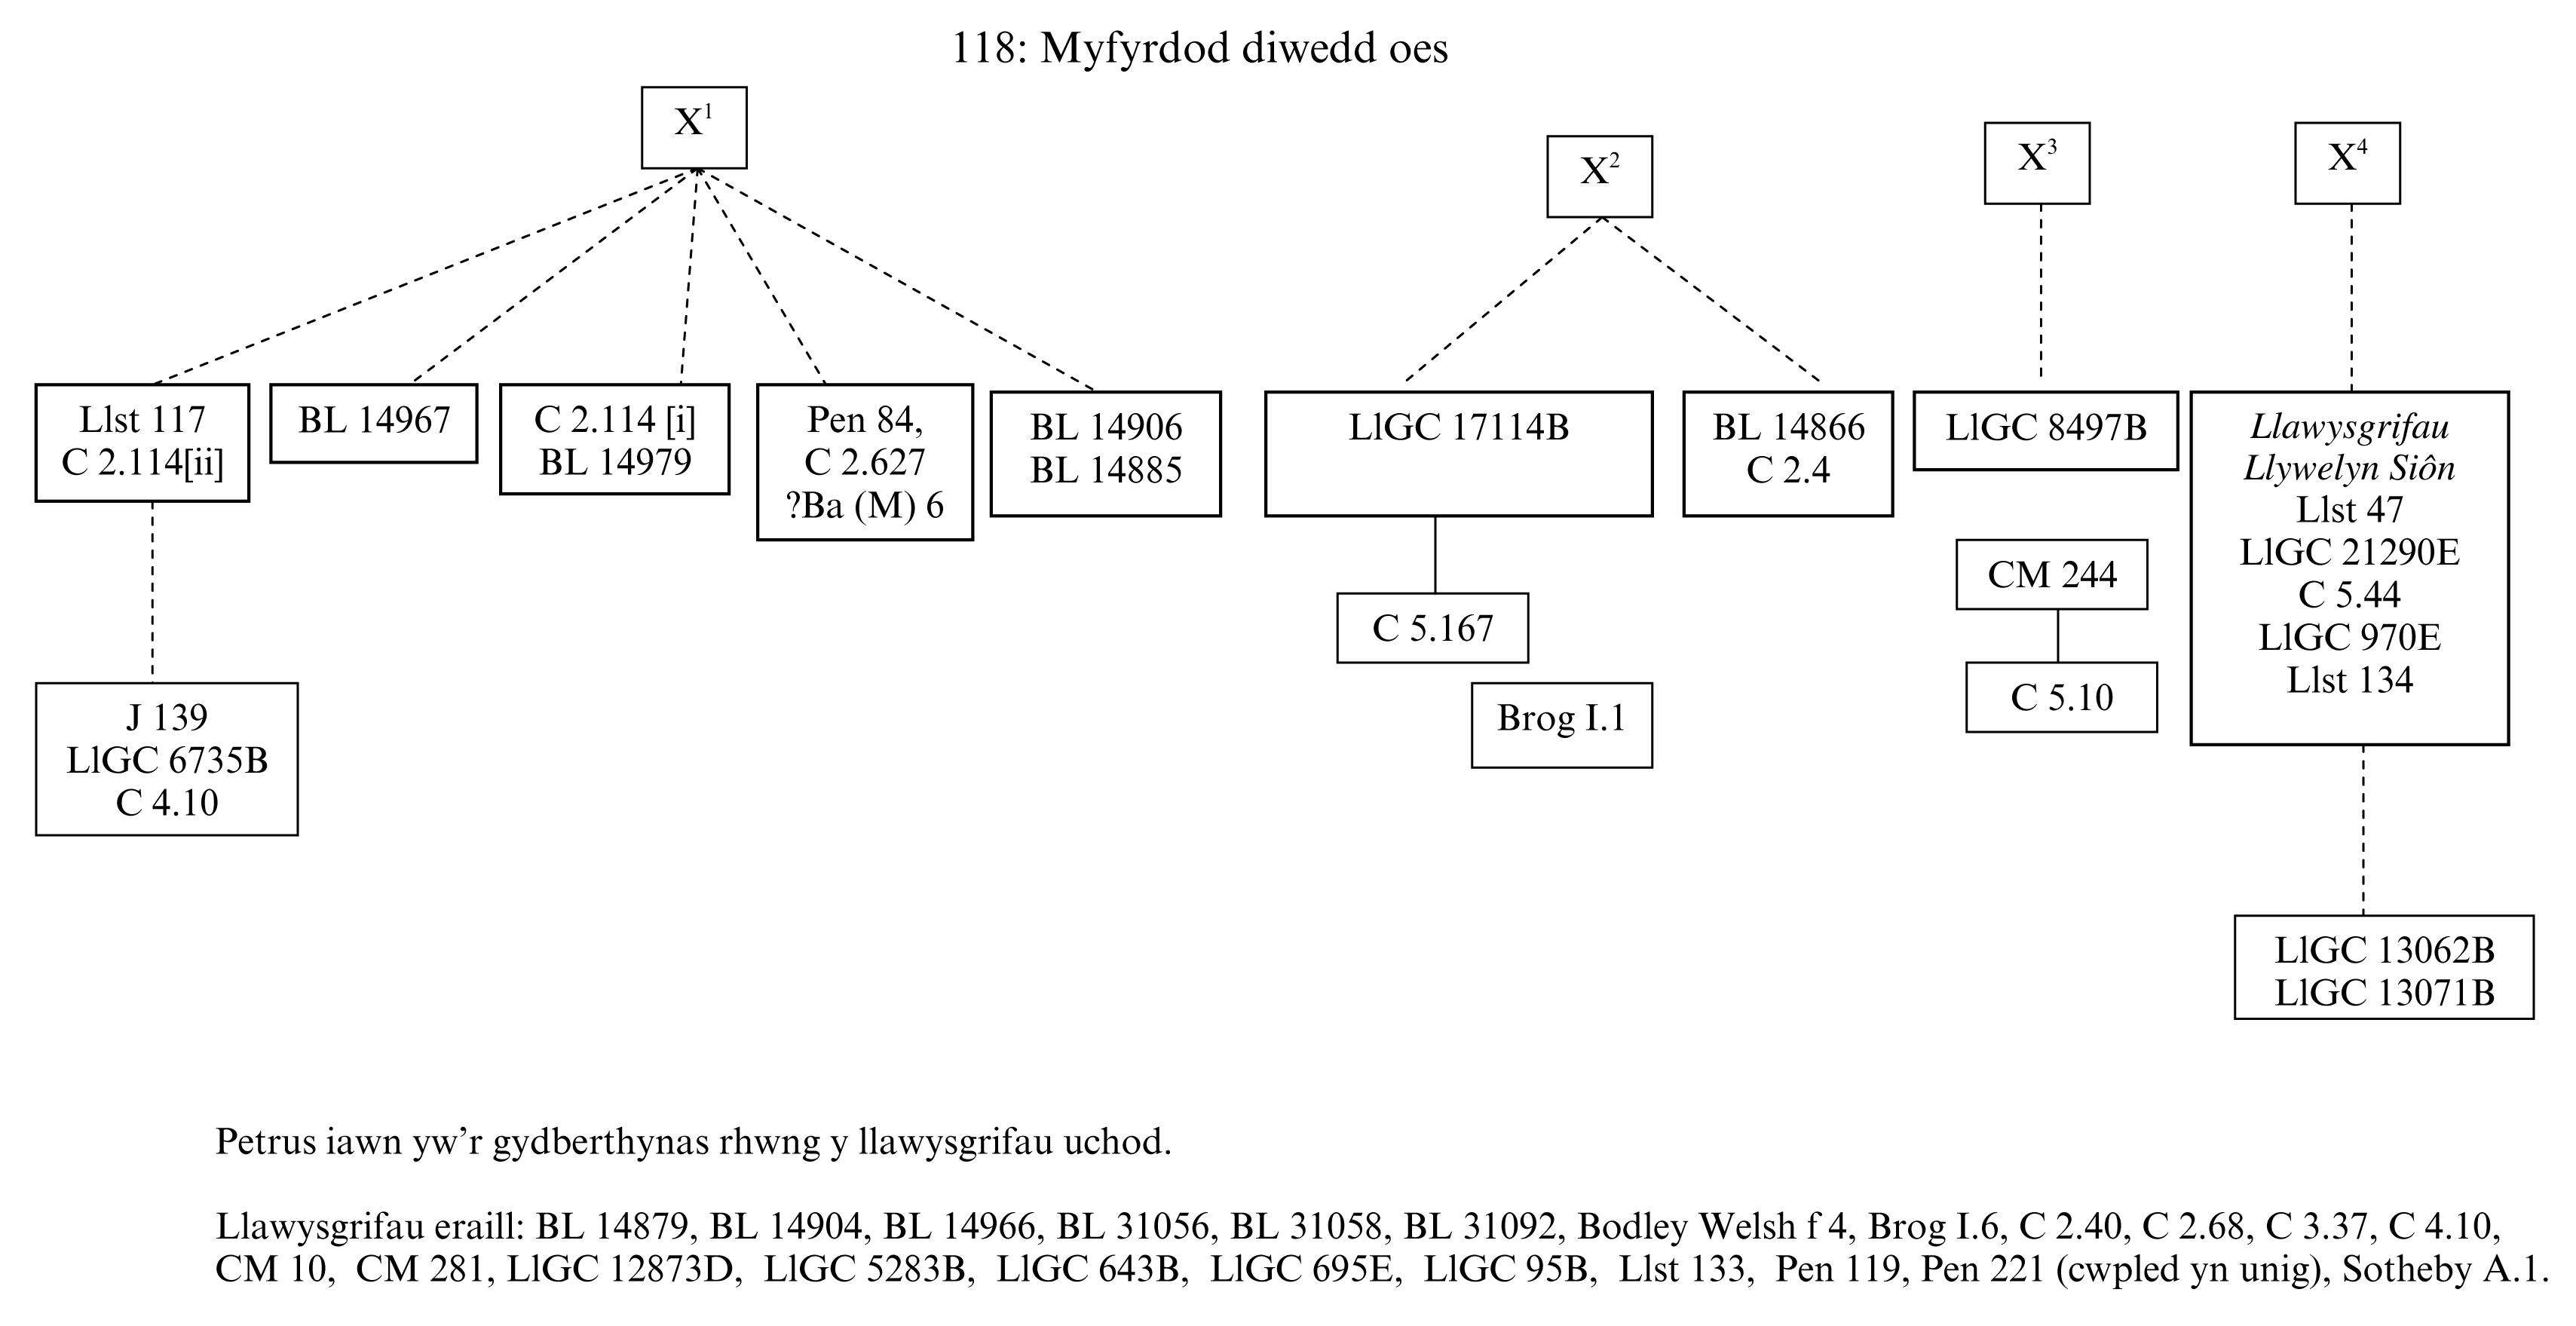 118: Myfyrdod diwedd oes
X¹
X²
X³
X⁴
Llst 117
C 2.114[ii]
BL 14967
C 2.114 [i]
BL 14979
Pen 84,
C 2.627
?Ba (M) 6
BL 14906
BL 14885
LlGC 17114B
BL 14866
C 2.4
LlGC 8497B
Llawysgrifau
Llywelyn Siôn
Llst 47
LlGC 21290E
C 5.44
LlGC 970E
Llst 134
CM 244
C 5.10
C 5.167
Brog I.1
J 139
LlGC 6735B
C 4.10
LlGC 13062B
LlGC 13071B
Petrus iawn yw’r gydberthynas rhwng y llawysgrifau uchod.
Llawysgrifau eraill: BL 14879, BL 14904, BL 14966, BL 31056, BL 31058, BL 31092, Bodley Welsh f 4, Brog I.6, C 2.40, C 2.68, C 3.37, C 4.10,
CM 10, CM 281, LlGC 12873D, LlGC 5283B, LlGC 643B, LlGC 695E, LlGC 95B, Llst 133, Pen 119, Pen 221 (cwpled yn unig), Sotheby A.1.